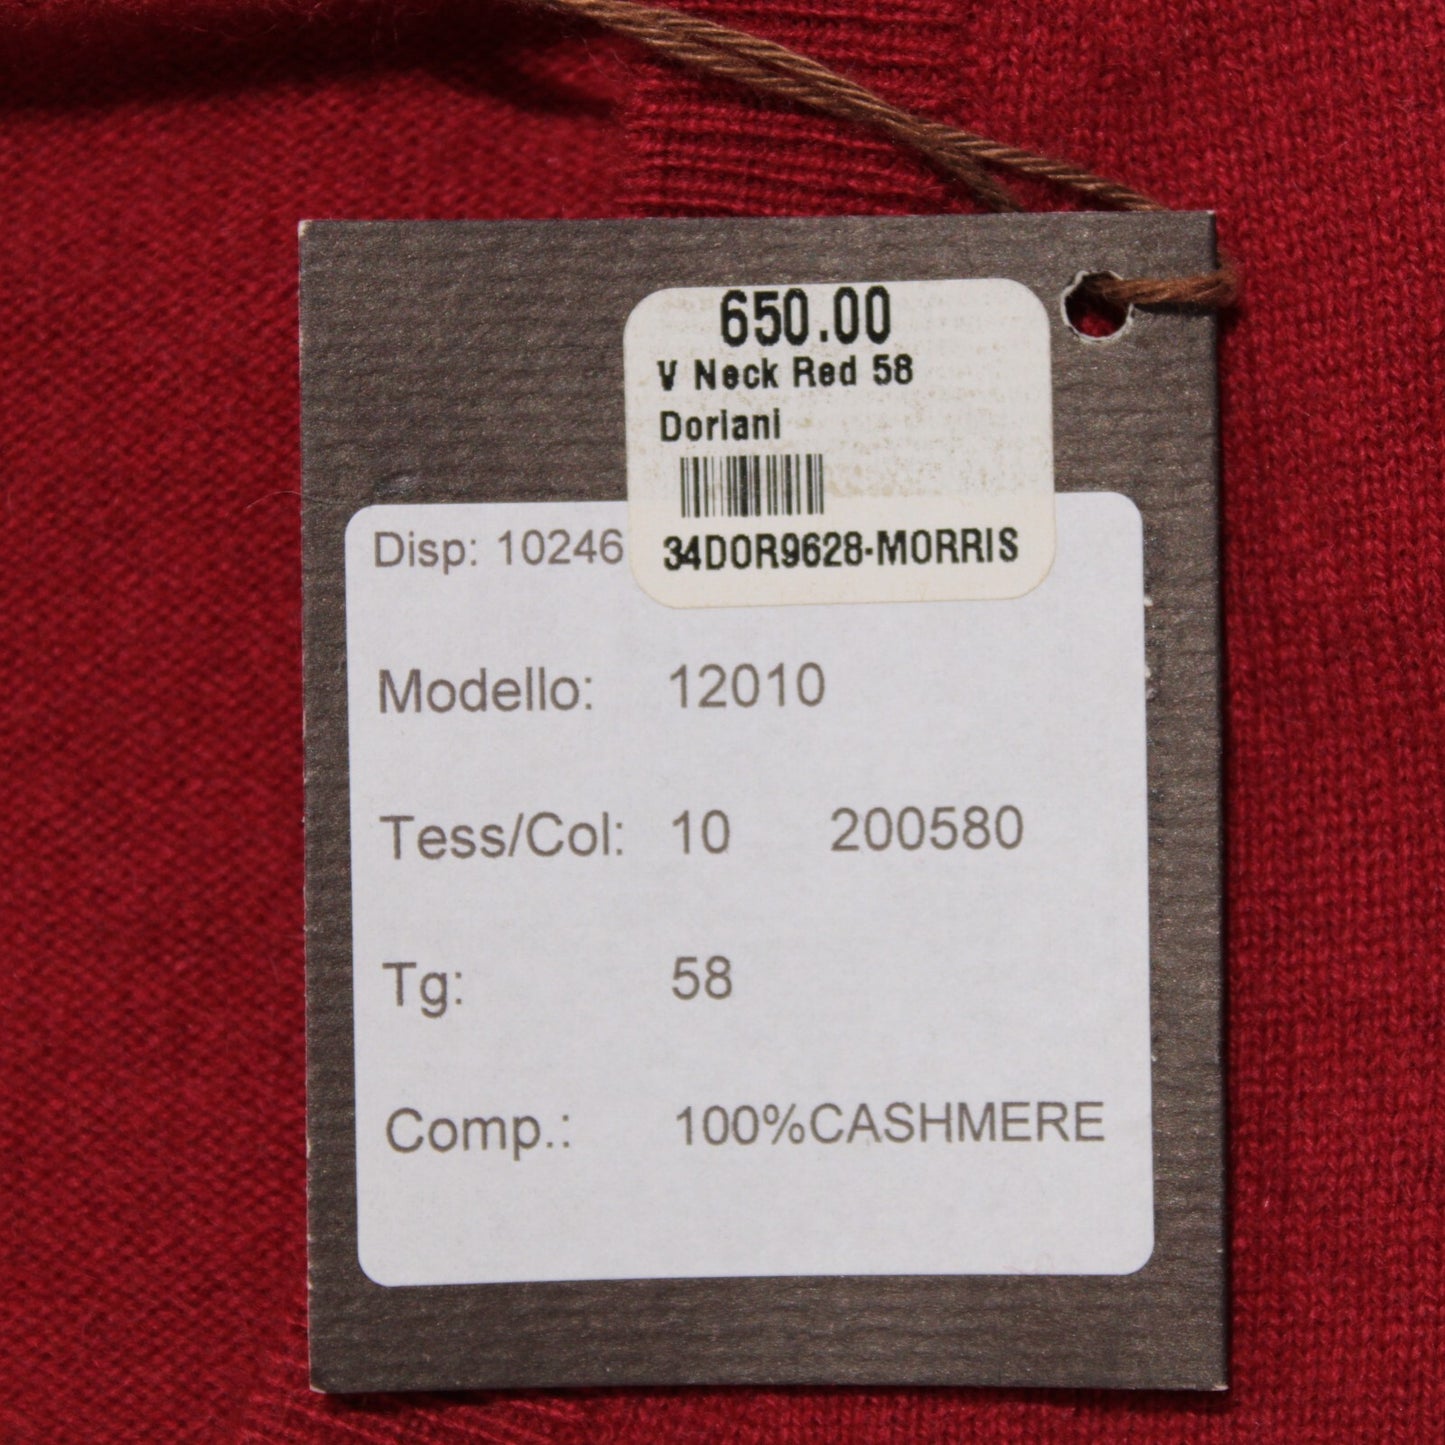 650.00
V Neck Red 58
Doriani
34DOR9628-MORRIS
Disp: 10246
Modello: 12010
Tess/Col: 10 200580
Tg: 58
Comp.: 100%CASHMERE